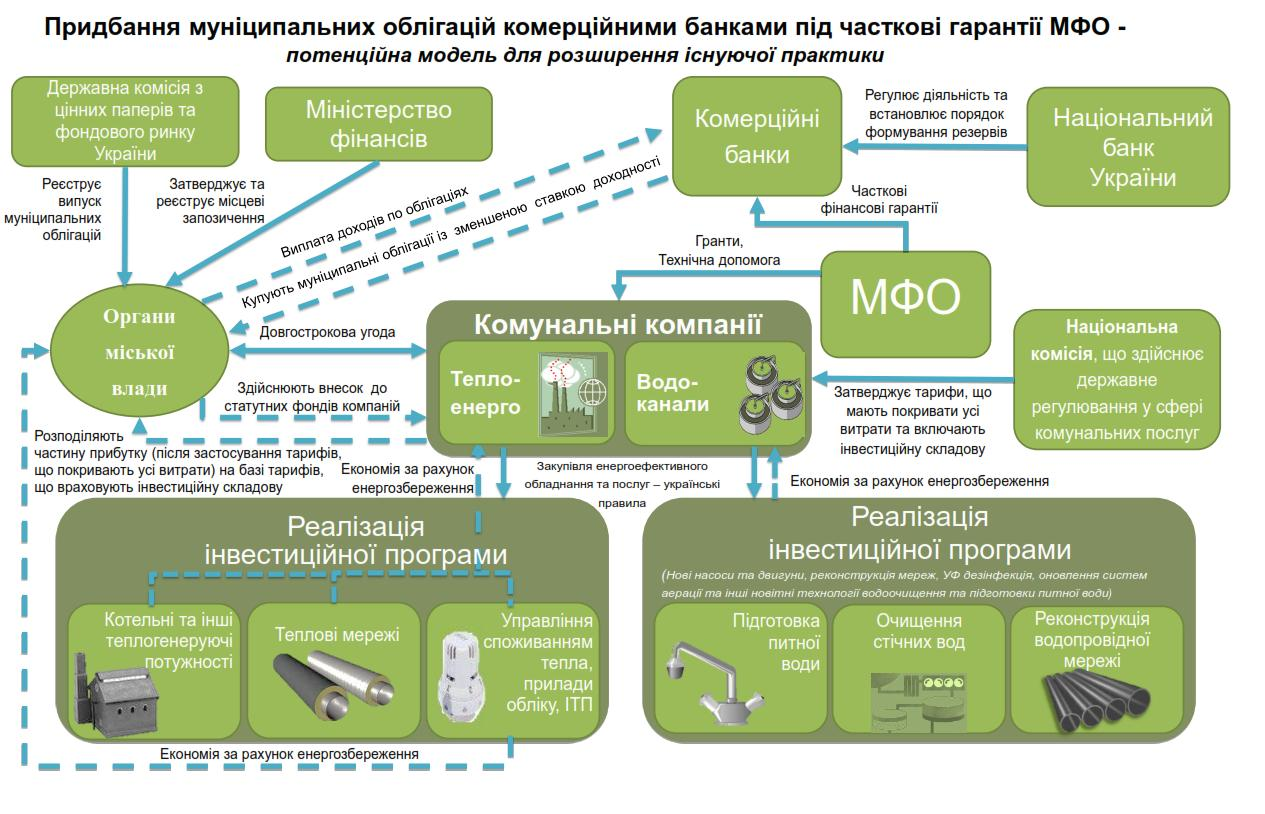 Придбання муніципальних облігацій комерційними банками під часткові гарантії МФО -
потенційна модель для розширення існуючої практики
Державна комісія з
цінних паперів та
фондового ринку
України
Міністерство
фінансів
Комерційні
банки
Регулює діяльність та
встановлює порядок
формування резервів
Національний
банк
України
Реєструє
випуск
муніципальних
облігацій
Затверджує та
реєструє місцеві
запозичення
Виплата доходів по облігаціях
Купують муніципальні облігації із зменшеною ставкою доходності
Часткові
фінансові гарантії
Гранти,
Технічна допомога
МФО
Органи
міської
влади
Довгострокова угода
Комунальні компанії
Тепло-
енерго
Водо-
канали
Національна
комісія, що здійснює
державне
регулювання у сфері
комунальних послуг
Здійснюють внесок до
статутних фондів компаній
Затверджує тарифи, що
мають покривати усі
витрати та включають
інвестиційну складову
Розподіляють
частину прибутку (після застосування тарифів,
що покривають усі витрати) на базі тарифів,
що враховують інвестиційну складову
Економія за рахунок
енергозбереження
Закупівля енергоефективного
обладнання та послуг – українські
правила
Економія за рахунок енергозбереження
Реалізація
інвестиційної програми
Реалізація
інвестиційної програми
(Нові насоси та двигуни, реконструкція мереж, УФ дезінфекція, оновлення систем
аерації та інші новітні технології водоочищення та підготовки питної води)
Котельні та інші
теплогенеруючі
потужності
Теплові мережі
Управління
споживанням
тепла,
прилади
обліку, ІТП
Підготовка
питної
води
Очищення
стічних вод
Реконструкція
водопровідної
мережі
Економія за рахунок енергозбереження